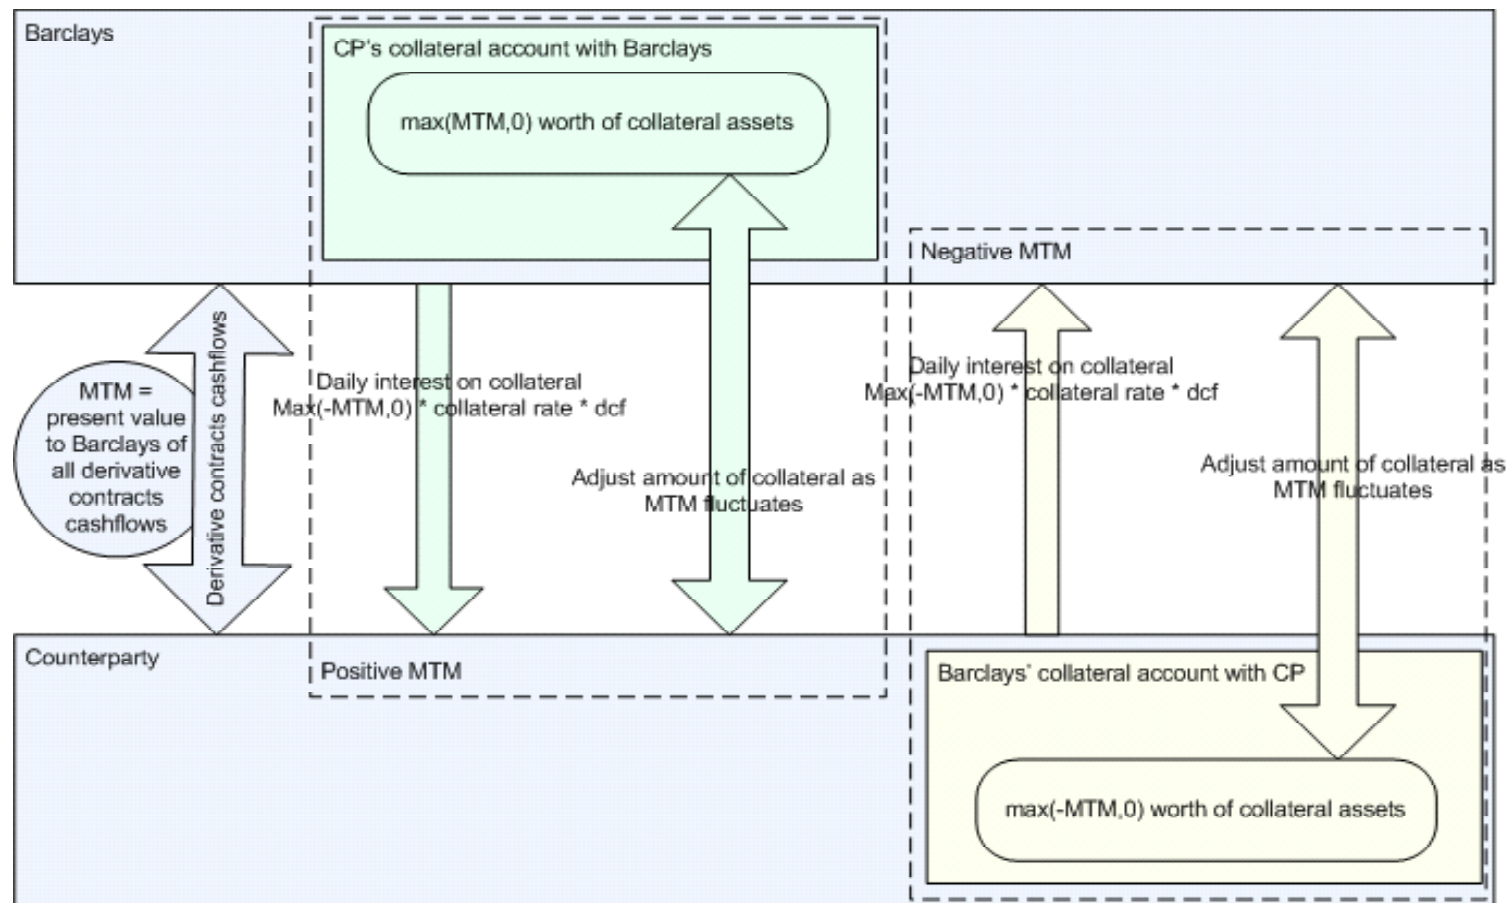 Barclays
CP's collateral account with Barclays
max(MTM,0) worth of collateral assets
Negative MTM
MTM =
present value
to Barclays of
all derivative
contracts
cashflows
Derivative contracts cashflows
Daily interest on collateral
Max(-MTM,0) * collateral rate * dcf
Adjust amount of collateral as
MTM fluctuates
Daily interest on collateral
Max(-MTM,0) * collateral rate * dcf
Adjust amount of collateral as
MTM fluctuates
Counterparty
Positive MTM
Barclays' collateral account with CP
max(-MTM,0) worth of collateral assets